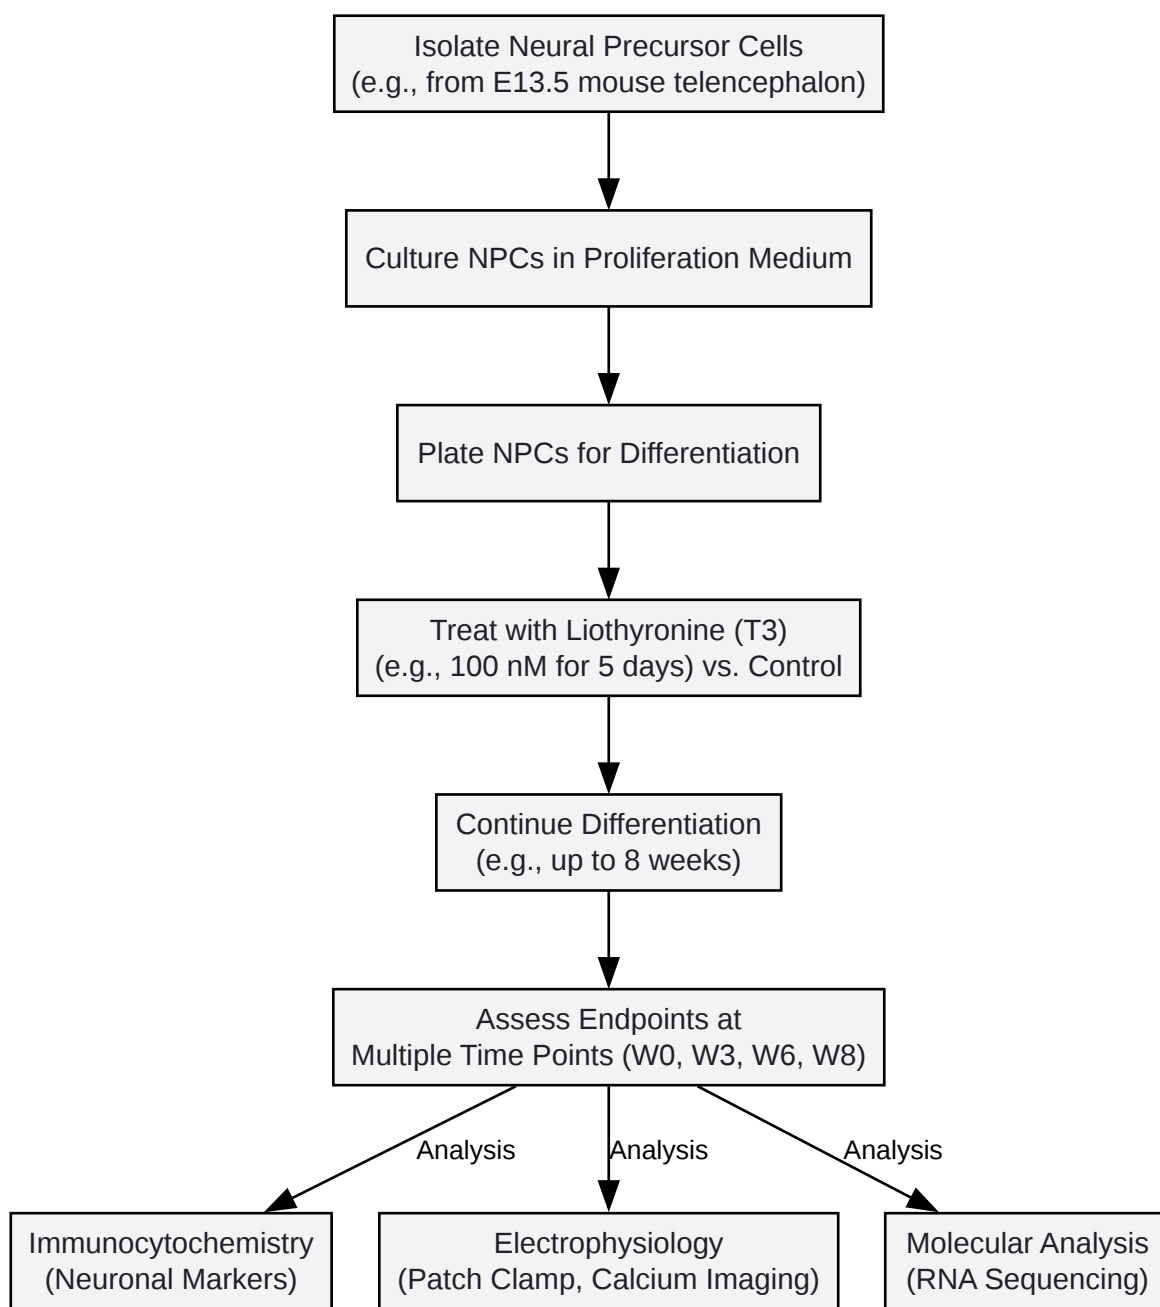 Isolate Neural Precursor Cells
(e.g., from E13.5 mouse telencephalon)
Culture NPCs in Proliferation Medium
Plate NPCs for Differentiation
Treat with Liothyronine (T3)
(e.g., 100 nM for 5 days) vs. Control
Continue Differentiation
(e.g., up to 8 weeks)
Assess Endpoints at
Multiple Time Points (W0, W3, W6, W8)
Analysis
Analysis
Analysis
Immunocytochemistry
(Neuronal Markers)
Electrophysiology
(Patch Clamp, Calcium Imaging)
Molecular Analysis
(RNA Sequencing)